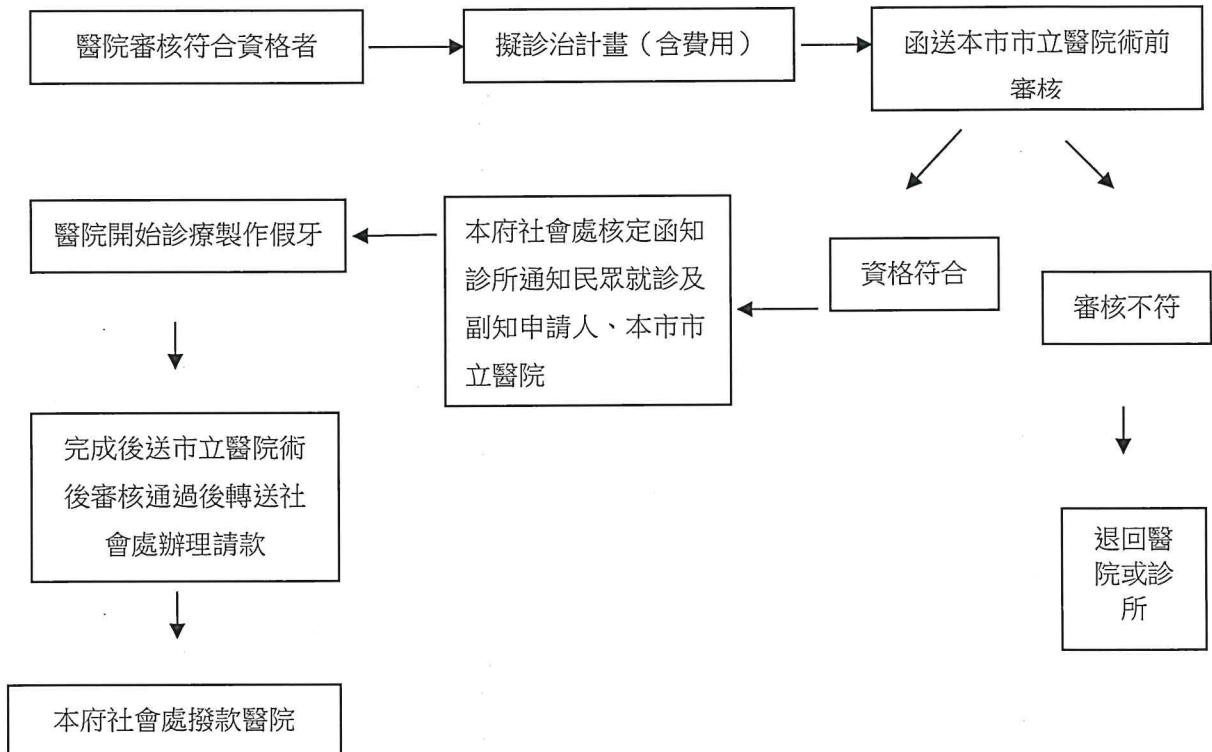 醫院審核符合資格者
擬診治計畫（含費用）
函送本市市立醫院術前
審核
醫院開始診療製作假牙
本府社會處核定函知
診所通知民眾就診及
副知申請人、本市市
立醫院
資格符合
審核不符
完成後送市立醫院術
後審核通過後轉送社
會處辦理請款
退回醫
院或診
所
本府社會處撥款醫院